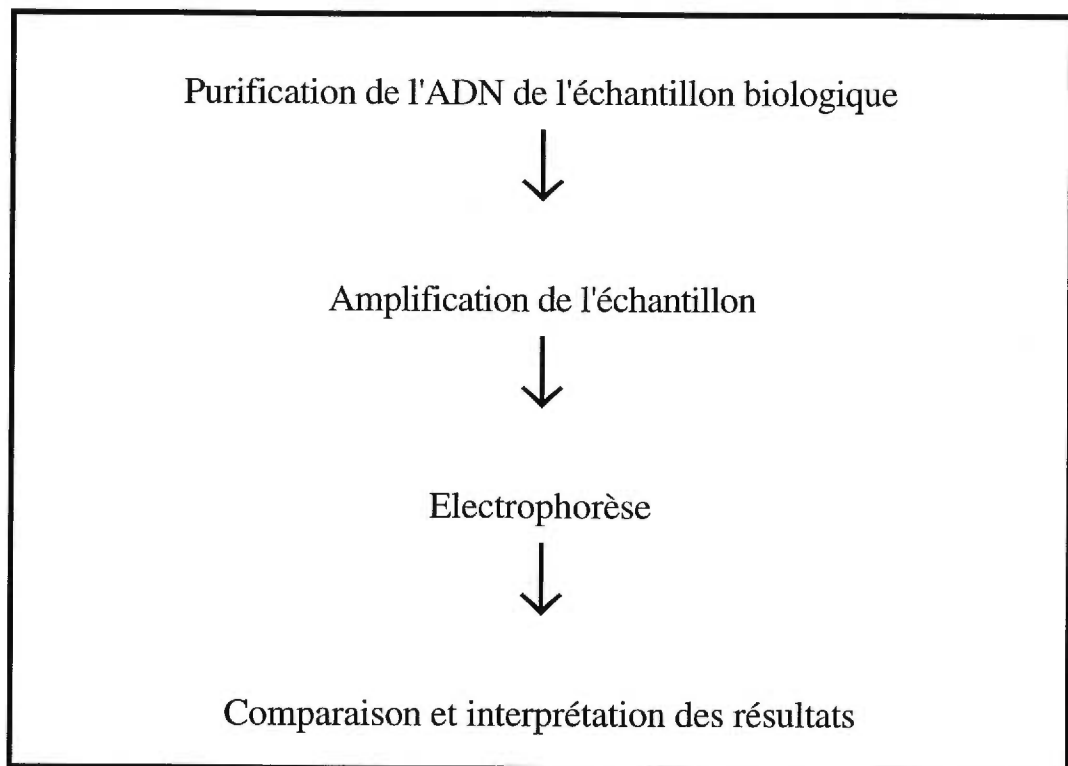 Purification de l'ADN de l'échantillon biologique
Amplification de l'échantillon
Electrophorèse
Comparaison et interprétation des résultats